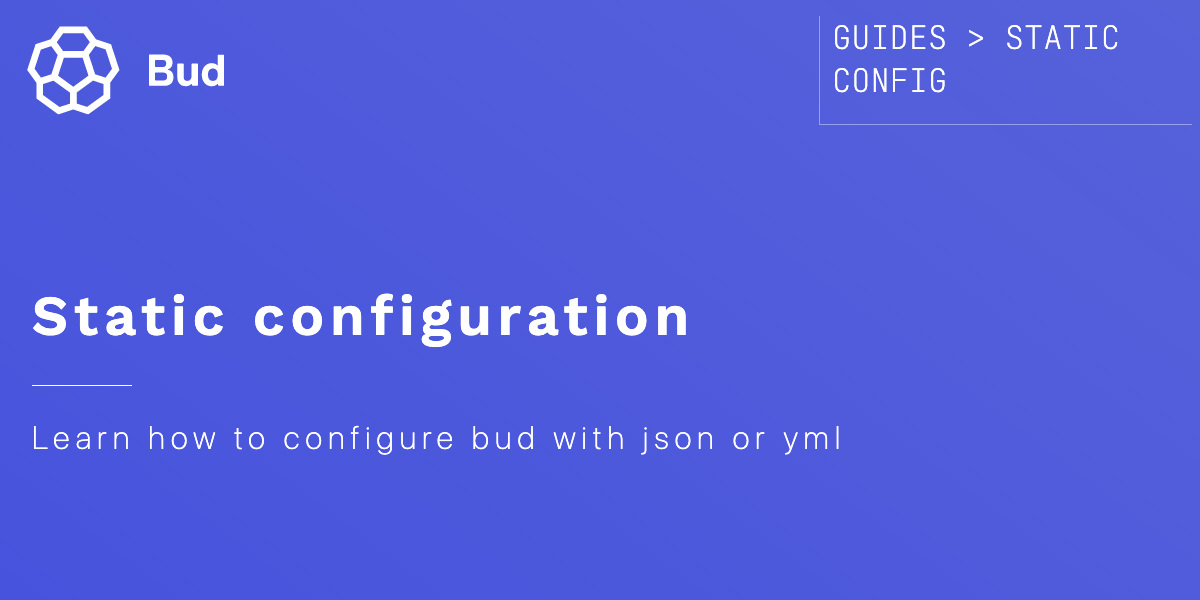 Bud
GUIDES > STATIC
CONFIG
Static configuration
Learn how to configure bud with json or yml